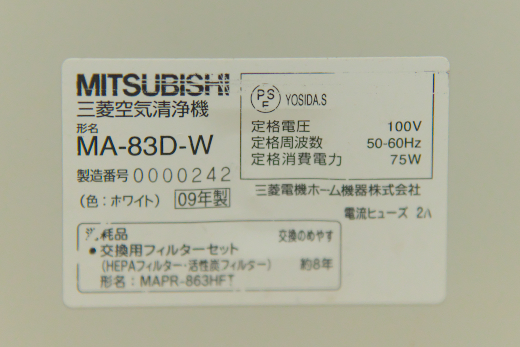 MITSUBISHI
三菱空気清浄機
形名
MA-83D-W
製造番号 0000242
(色:ホワイト) 09年製
PSE YOSIDA.S
定格電圧 100V
定格周波数 50-60Hz
定格消費電力 75W
三菱電機ホーム機器株式会社
電流ヒューズ 2A
耗品 交換のめやす
●交換用フィルターセット
(HEPAフィルター・活性炭フィルター) 約8年
形名:MAPR-863HFT